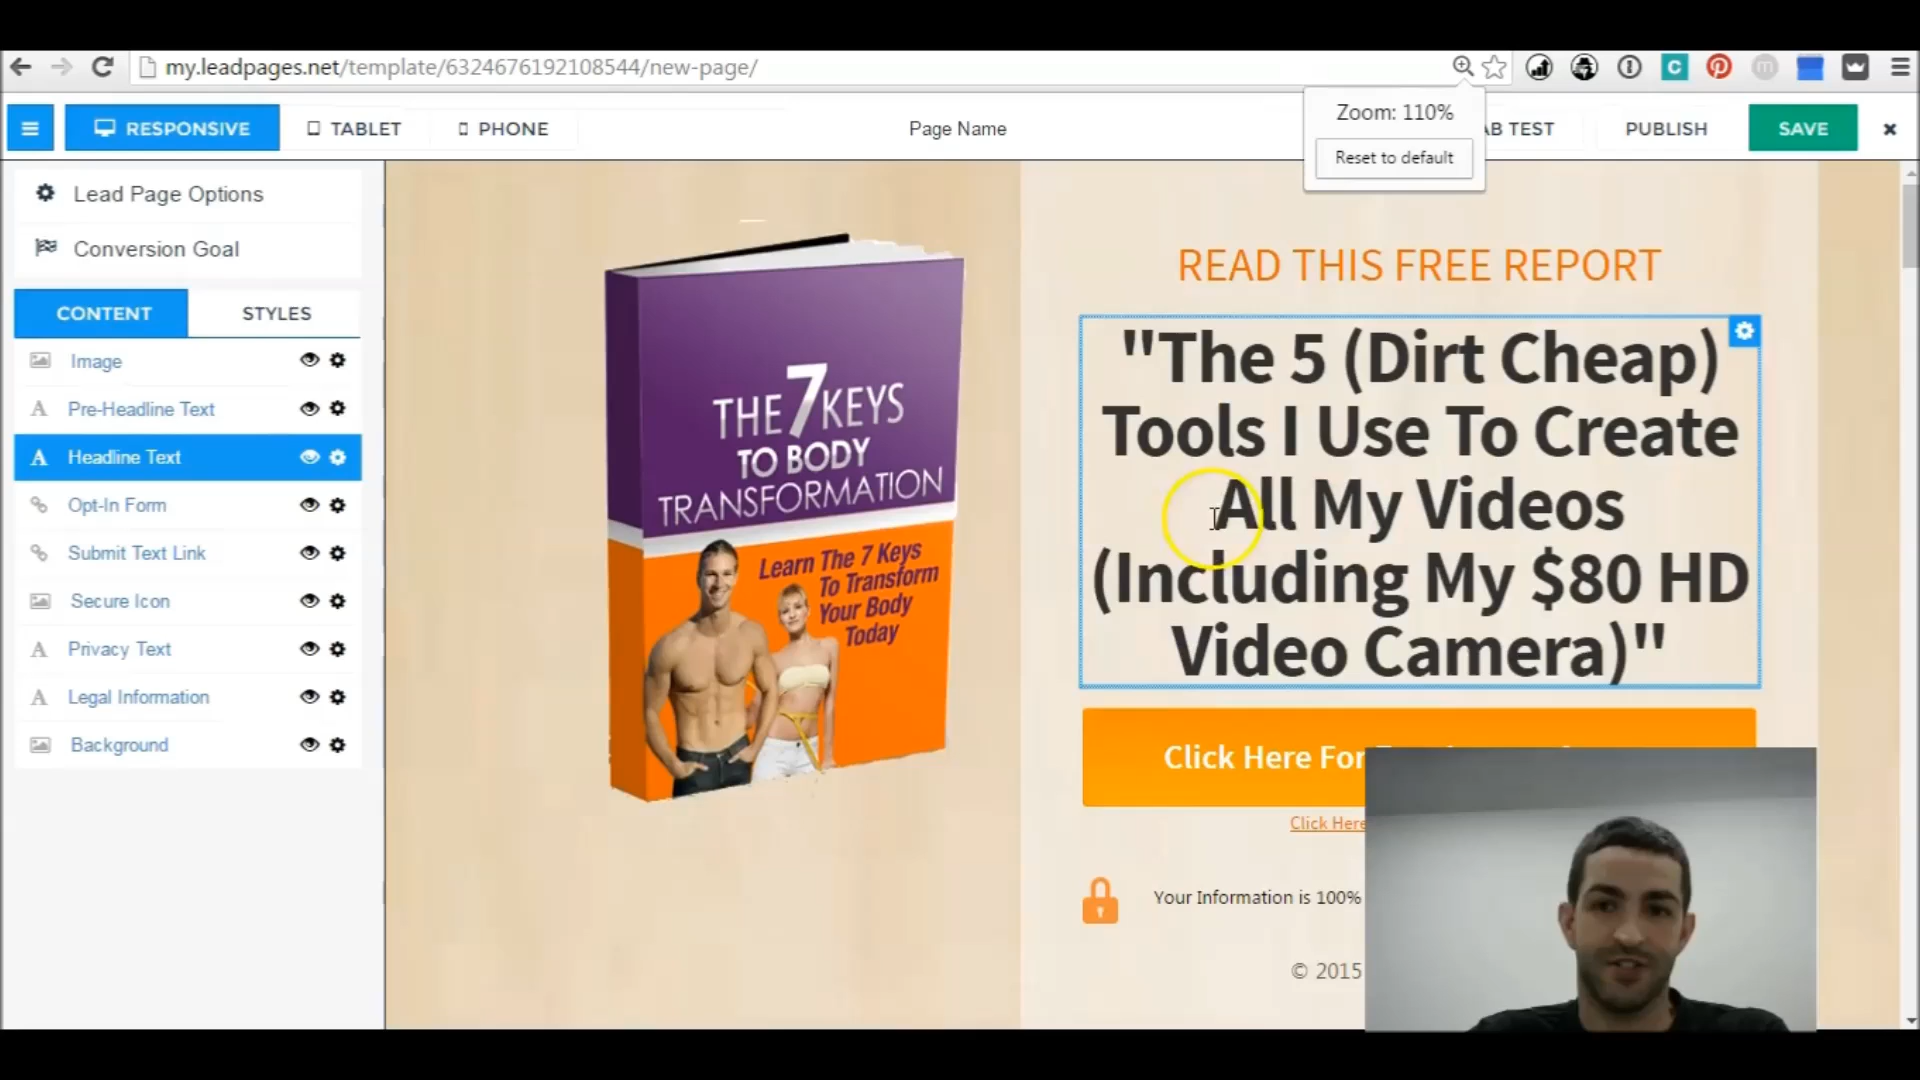 my.leadpages.net/template/6324676192108544/new-page/
Zoom: 110%
Reset to default
RESPONSIVE
TABLET
PHONE
Page Name
TEST
PUBLISH
SAVE
Lead Page Options
Conversion Goal
CONTENT
STYLES
Image
Pre-Headline Text
Headline Text
Opt-In Form
Submit Text Link
Secure Icon
Privacy Text
Legal Information
Background
THE 7 KEYS
TO BODY
TRANSFORMATION
Learn The 7 Keys
To Transform
Your Body
Today
READ THIS FREE REPORT
"The 5 (Dirt Cheap)
Tools I Use To Create
All My Videos
(Including My $80 HD
Video Camera)"
Click Here For
Click Here
Your Information is 100%
© 2015